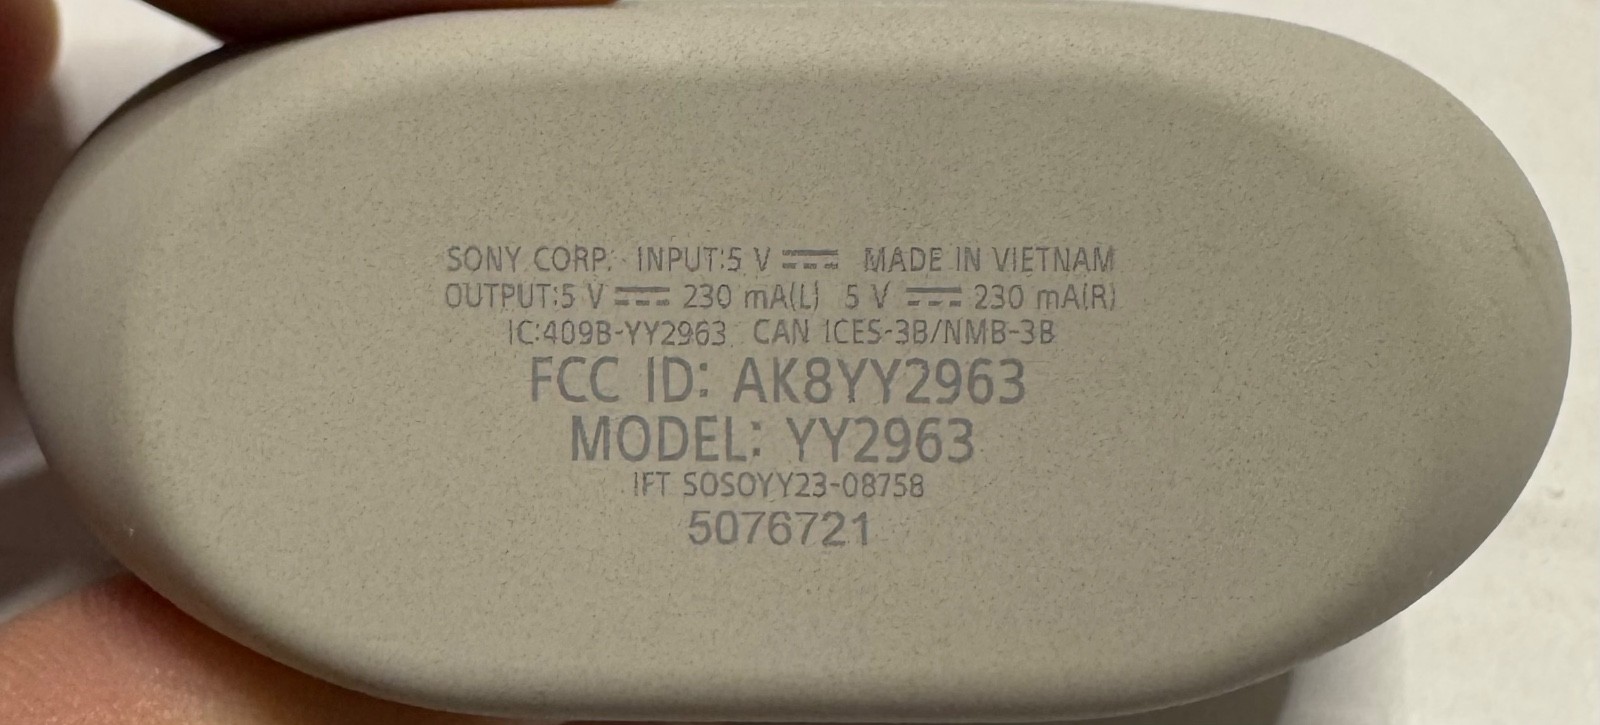 SONY CORP. INPUT:5 V ⎓ MADE IN VIETNAM
OUTPUT:5 V ⎓ 230 mA(L) 5 V ⎓ 230 mA(R)
IC:409B-YY2963 CAN ICES-3B/NMB-3B
FCC ID: AK8YY2963
MODEL: YY2963
IFT SOSOYY23-08758
5076721